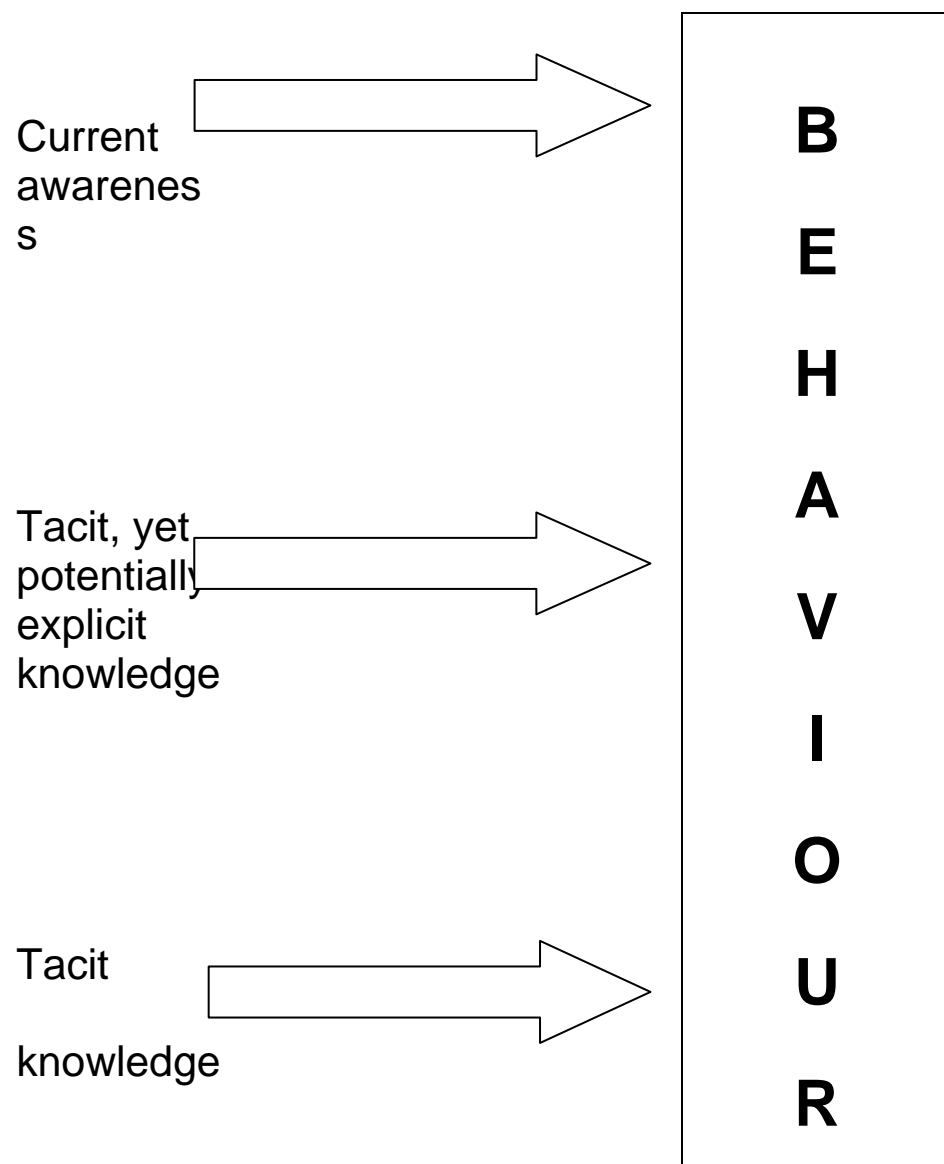 Current
awarenes
s
Tacit, yet
potentially
explicit
knowledge
Tacit
knowledge
B
E
H
A
V
I
O
U
R